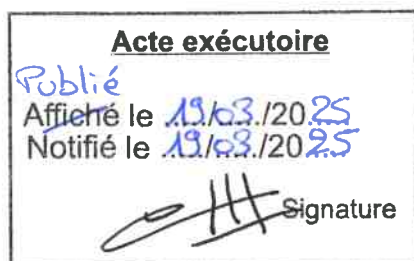 Acte exécutoire
Publié
Affiché le 19/03/2025
Notifié le 19/03/2025
Signature